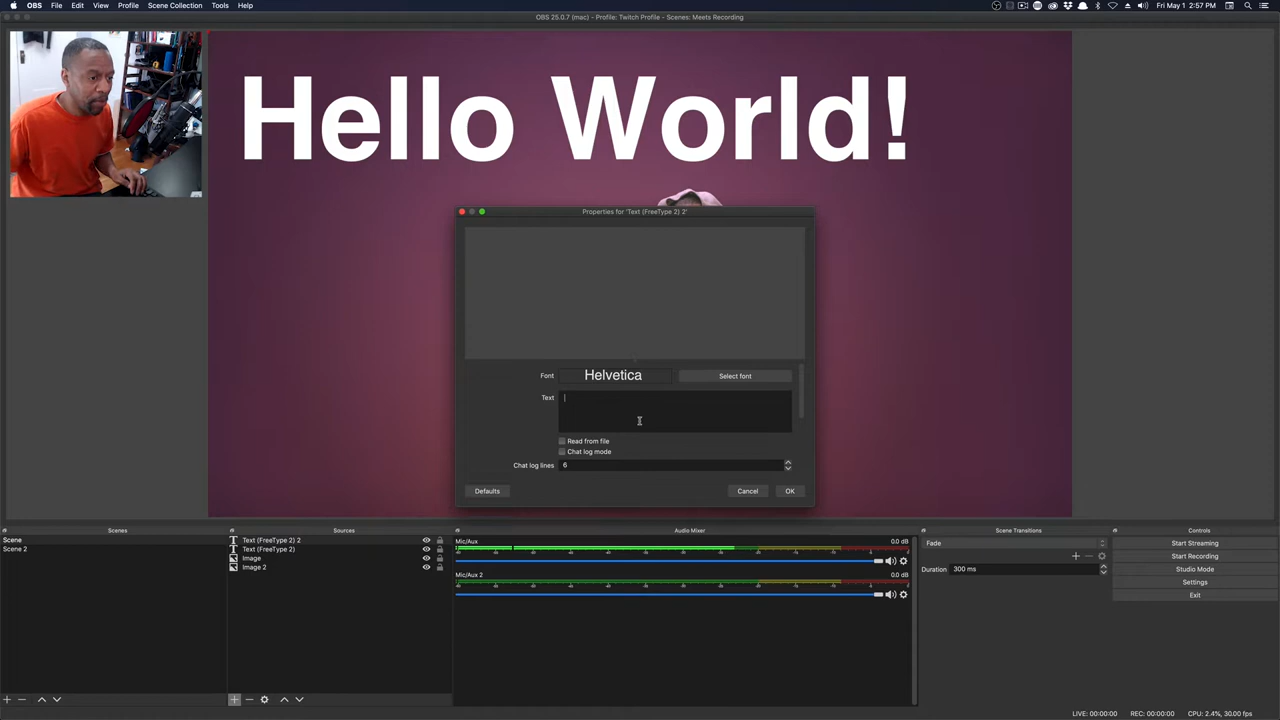 OBS File Edit View Profile Scene Collection Tools Help
Fri May 1 2:57 PM
OBS 25.0.7 (mac) - Profile: Twitch Profile - Scenes: Meets Recording
Hello World!
Properties for 'Text (FreeType 2) 2'
Font Helvetica Select font
Text
Read from file
Chat log mode
Chat log lines 6
Defaults Cancel OK
Scenes
Scene
Scene 2
Sources
Text (FreeType 2) 2
Text (FreeType 2)
Image
Image 2
Audio Mixer
Mic/Aux 0.0 dB
Mic/Aux 2 0.0 dB
Scene Transitions
Fade
Duration 300 ms
Controls
Start Streaming
Start Recording
Studio Mode
Settings
Exit
LIVE: 00:00:00 REC: 00:00:00 CPU: 2.4%, 30.00 fps